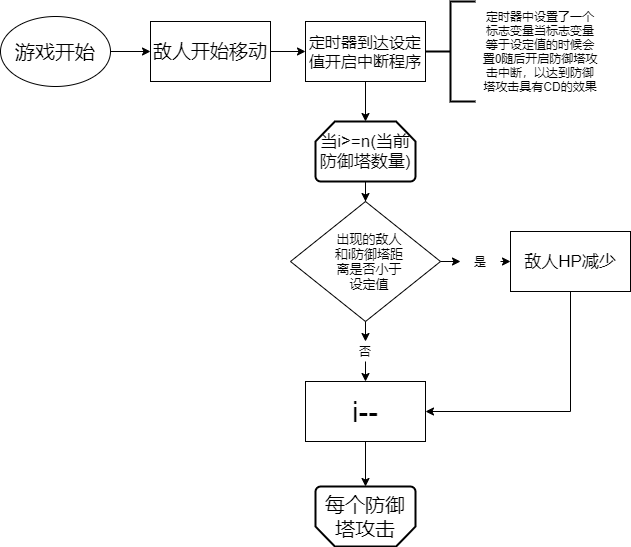 游戏开始
敌人开始移动
定时器到达设定
值开启中断程序
定时器中设置了一个
标志变量当标志变量
等于设定值的时候会
置0随后开启防御塔攻
击中断，以达到防御
塔攻击具有CD的效果
当i>=n(当前
防御塔数量)
出现的敌人
和i防御塔距
离是否小于
设定值
是
敌人HP减少
否
i--
每个防御
塔攻击